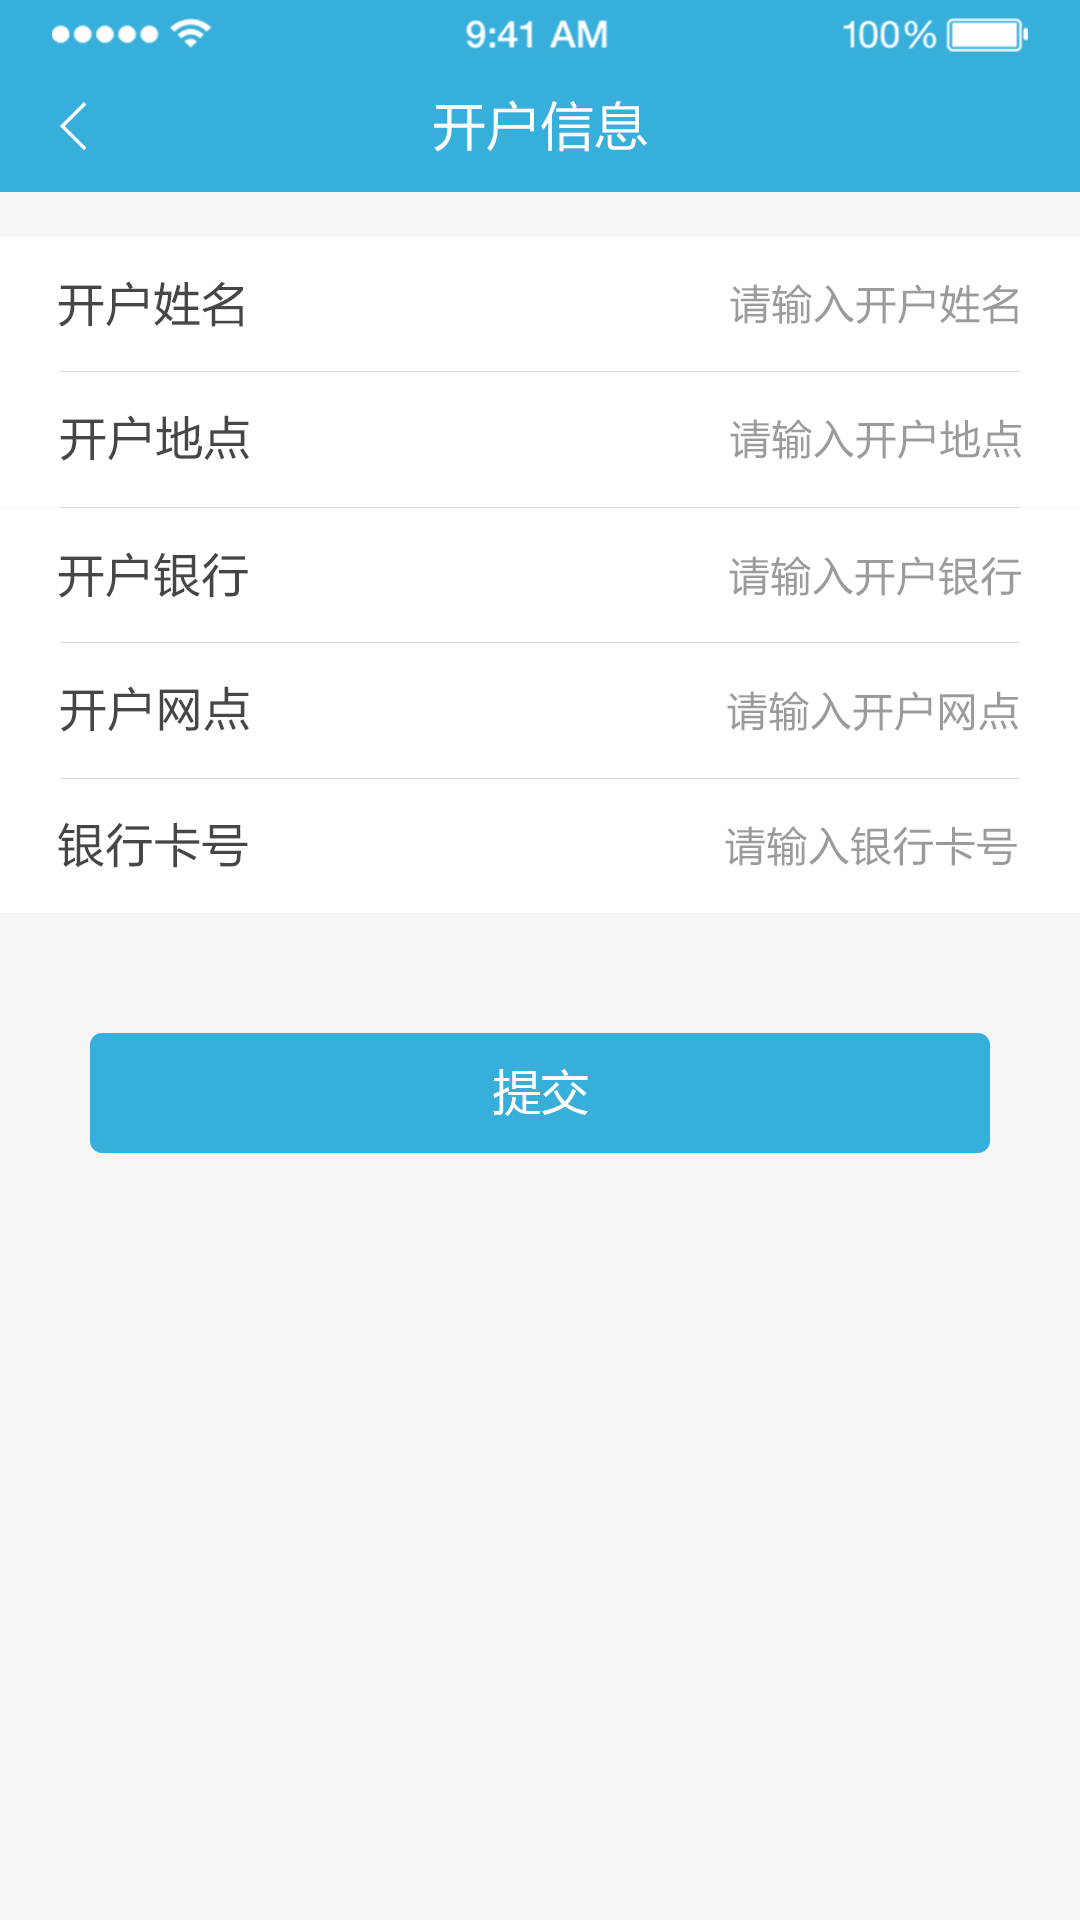 9:41 AM 100%
开户信息
开户姓名 请输入开户姓名
开户地点 请输入开户地点
开户银行 请输入开户银行
开户网点 请输入开户网点
银行卡号 请输入银行卡号
提交